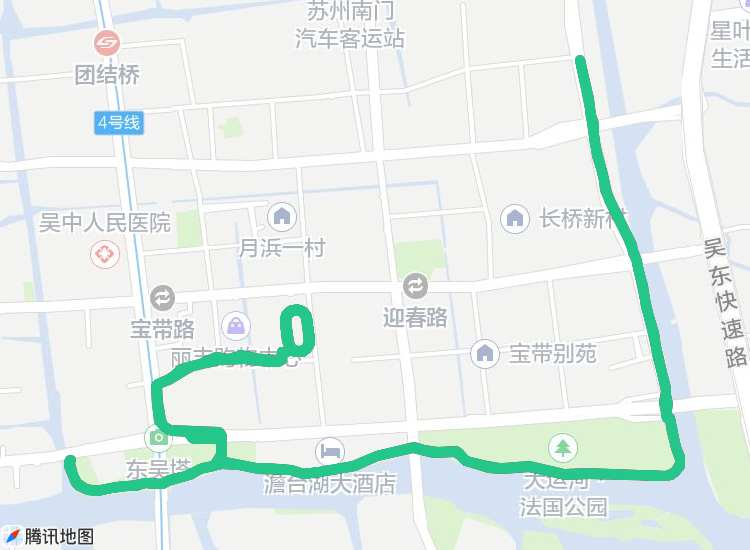 苏州南门
汽车客运站
星叶
生活
团结桥
4号线
吴中人民医院
长桥新村
月浜一村
吴东快速路
宝带路
迎春路
宝带别苑
东吴塔
澹台湖大酒店
大运河
法国公园
腾讯地图